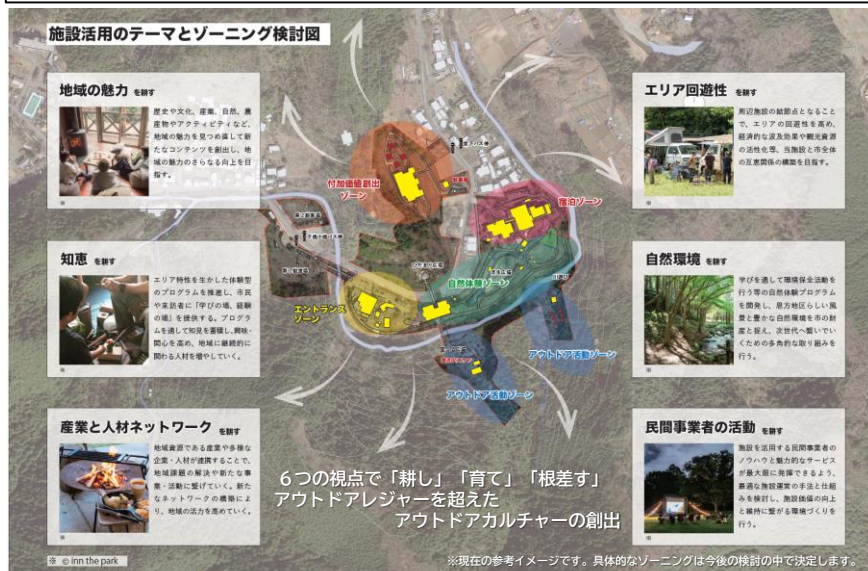 施設活用のテーマとゾーニング検討図
地域の魅力 を耕す
歴史や文化、産業、自然、農
産物やアクティビティなど、
地域の魅力を見つめ直して新
たなコンテンツを創出し、地
域の魅力のさらなる向上を目
指す。
※
知恵 を耕す
エリア特性を生かした体験型
のプログラムを推進し、市民
や来訪者に「学びの場、経験
の場」を提供する。プログラ
ムを通して知見を蓄積し、興味・
関心を高め、地域に継続的に
関わる人材を増やしていく。
※
産業と人材ネットワーク を耕す
地域資源である産業や多様な
企業・人材が連携することで、
地域課題の解決や新たな事
業・活動に繋げていく。新た
なネットワークの構築によ
り、地域の活力を高めていく。
※ © inn the park
付加価値創出
ゾーン
宿泊ゾーン
自然体験ゾーン
エントランス
ゾーン
アウトドア活動ゾーン
アウトドア活動ゾーン
6つの視点で「耕し」「育て」「根差す」
アウトドアレジャーを超えた
アウトドアカルチャーの創出
エリア回遊性 を耕す
周辺施設の結節点となること
で、エリアの回遊性を高め、
経済的な波及効果や観光資源
の活性化等、当施設と市全体
の互恵関係の構築を目指す。
※
自然環境 を耕す
学びを通して環境保全活動を
行う等の自然体験プログラム
を開発し、恩方地区らしい風
景と豊かな自然環境を市の財
産と捉え、次世代へ繋いでい
くための多角的な取り組みを
行う。
※
民間事業者の活動 を耕す
施設を活用する民間事業者の
ノウハウと魅力的なサービス
が最大限に発揮できるよう、
最適な施設運営の手法と仕組
みを検討し、施設価値の向上
と維持に繋がる環境づくりを
行う。
※
※現在の参考イメージです。具体的なゾーニングは今後の検討の中で決定します。